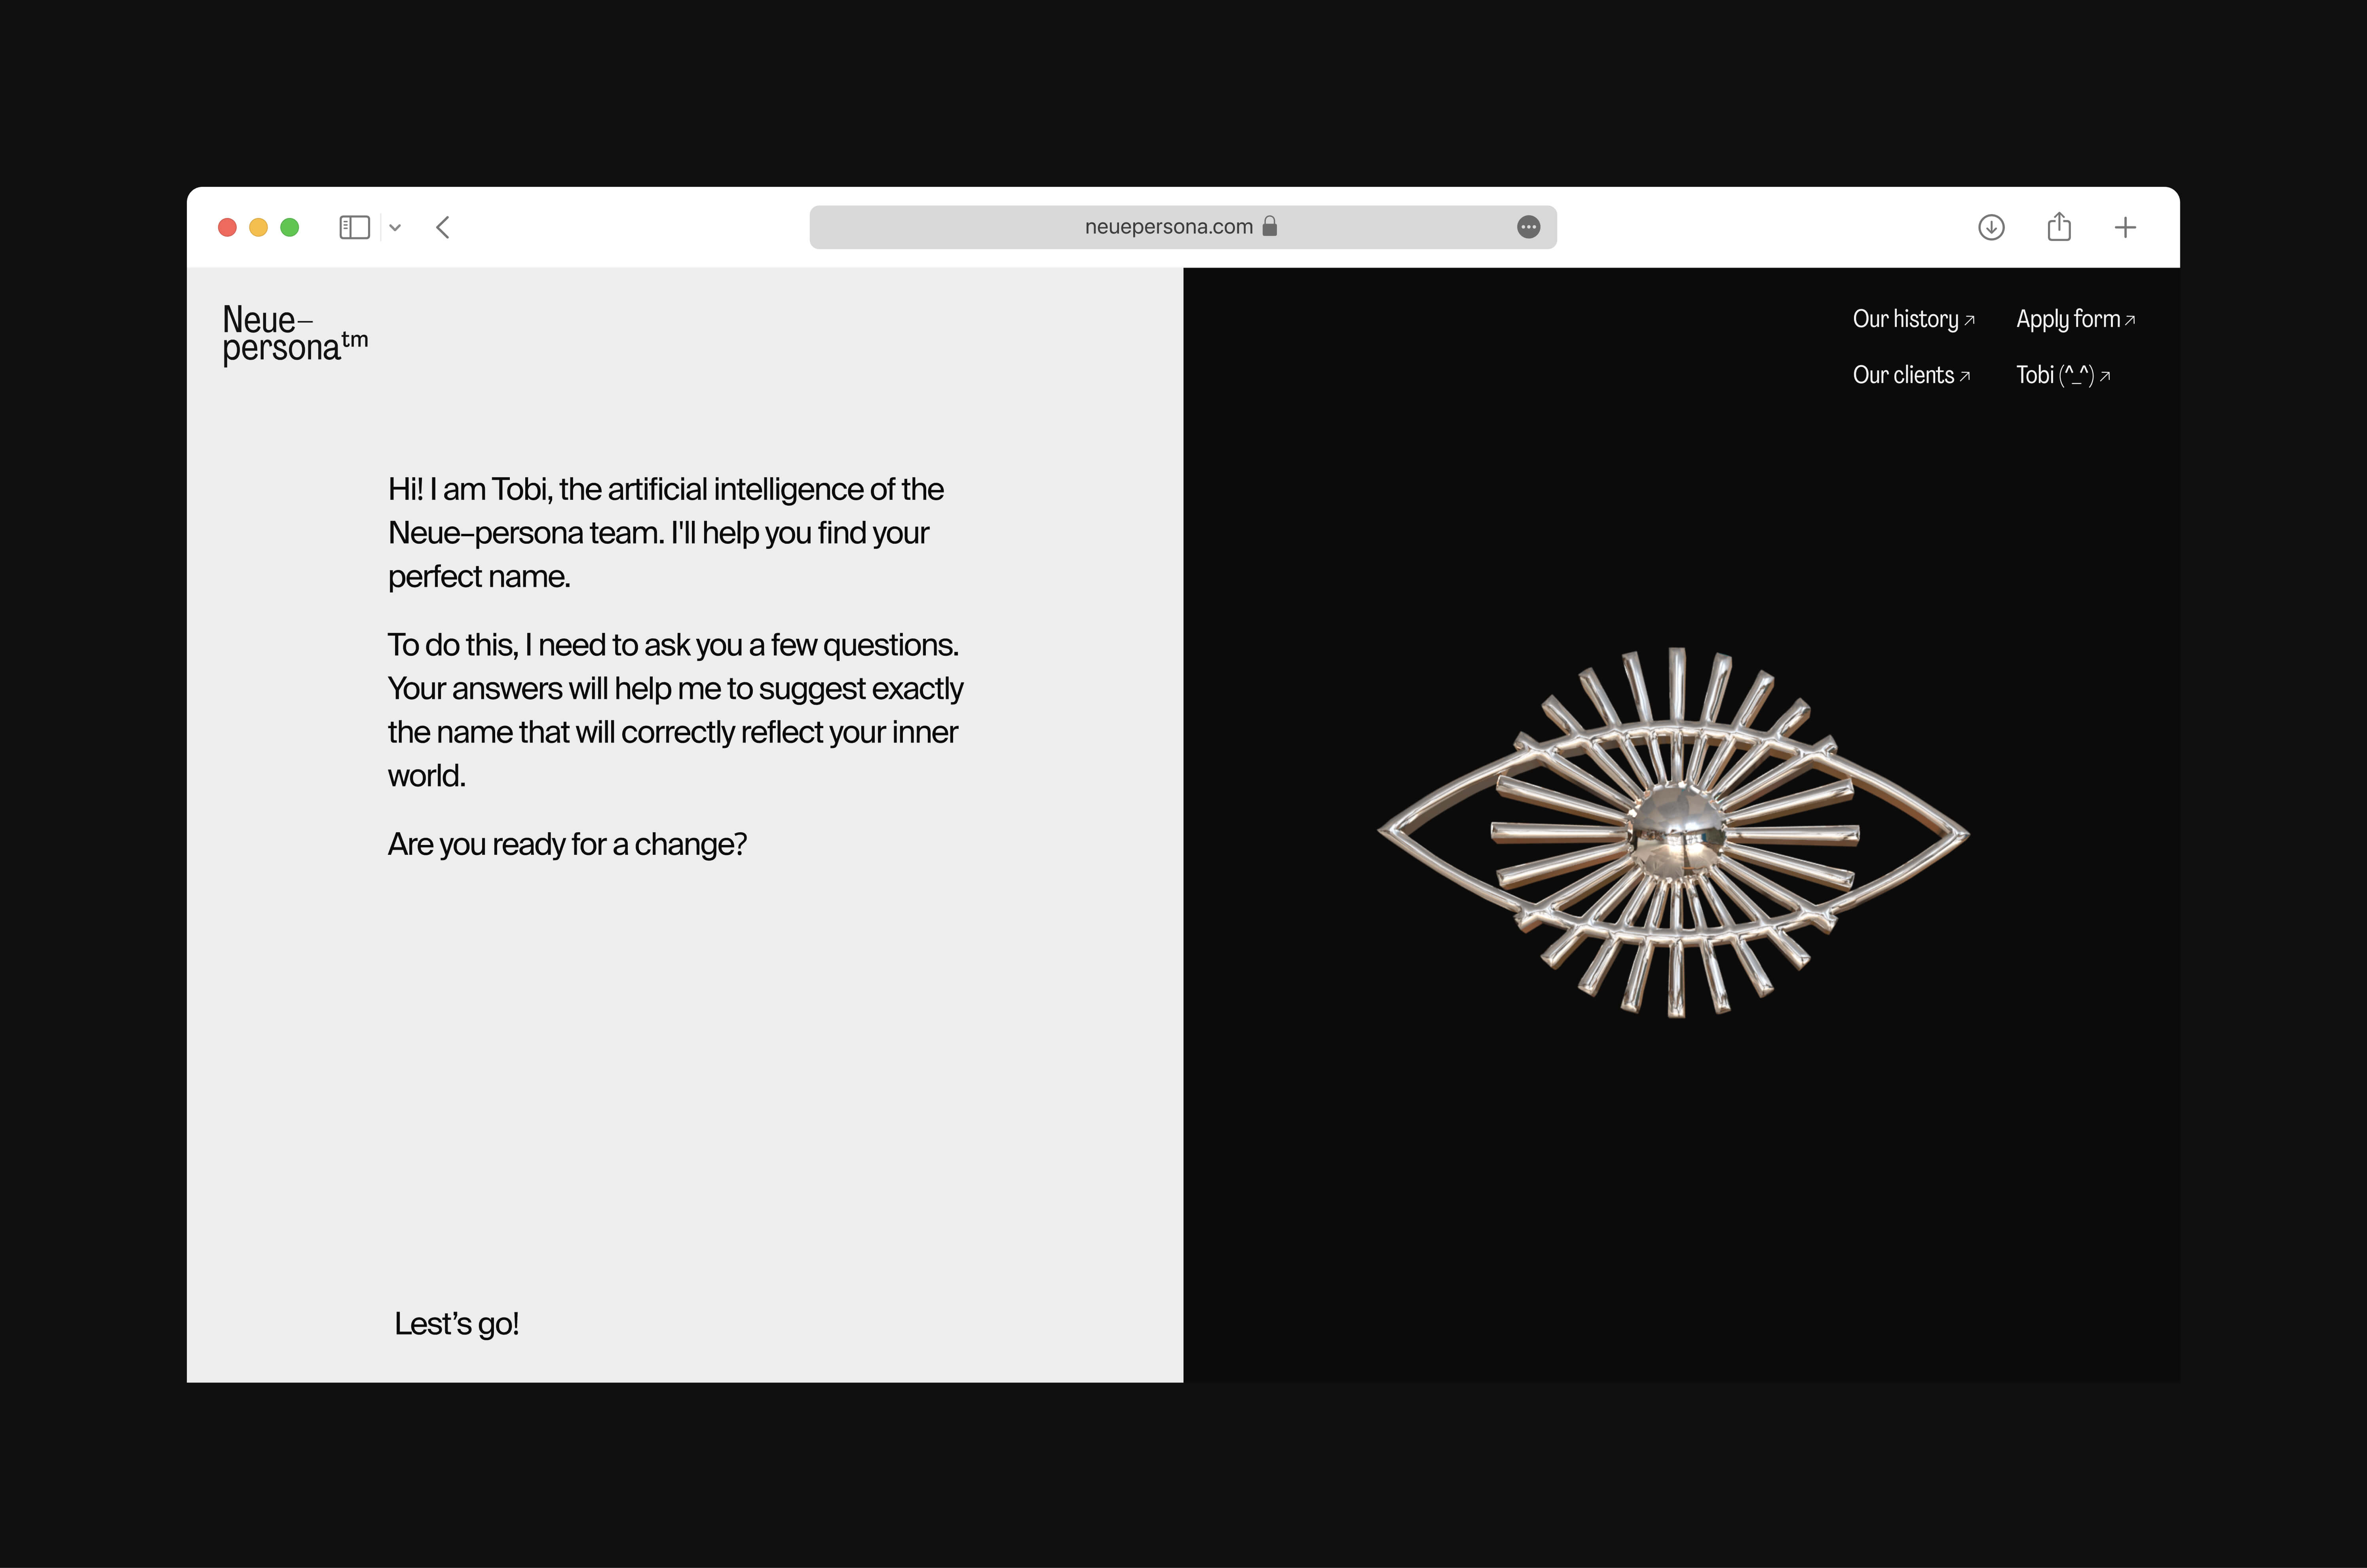 neuepersona.com
Neue–
persona™
Our history ↗
Apply form ↗
Our clients ↗
Tobi (^_^) ↗
Hi! I am Tobi, the artificial intelligence of the
Neue–persona team. I'll help you find your
perfect name.
To do this, I need to ask you a few questions.
Your answers will help me to suggest exactly
the name that will correctly reflect your inner
world.
Are you ready for a change?
Lest’s go!